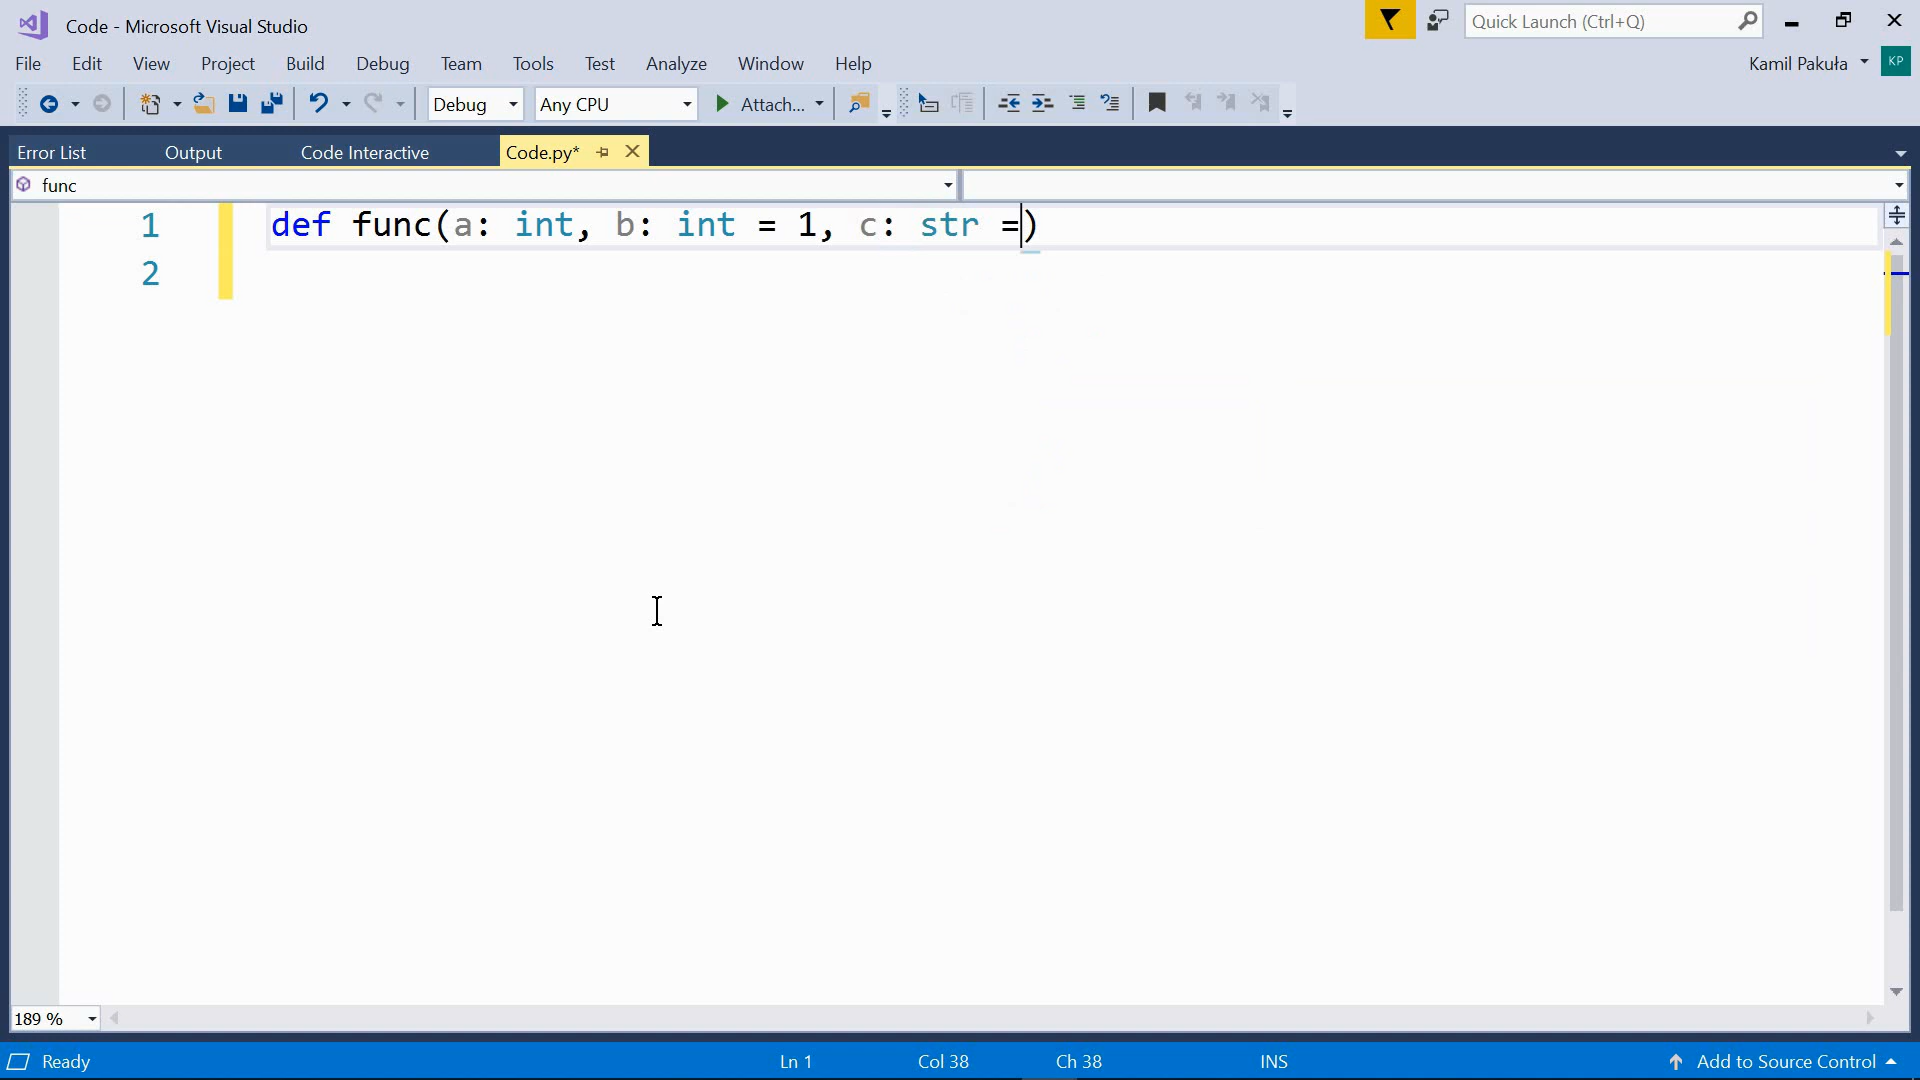 Code - Microsoft Visual Studio
Quick Launch (Ctrl+Q)
File Edit View Project Build Debug Team Tools Test Analyze Window Help
Kamil Pakuła KP
Debug Any CPU Attach...
Error List Output Code Interactive Code.py*
func
1 def func(a: int, b: int = 1, c: str =)
2
189 %
Ready Ln 1 Col 38 Ch 38 INS Add to Source Control